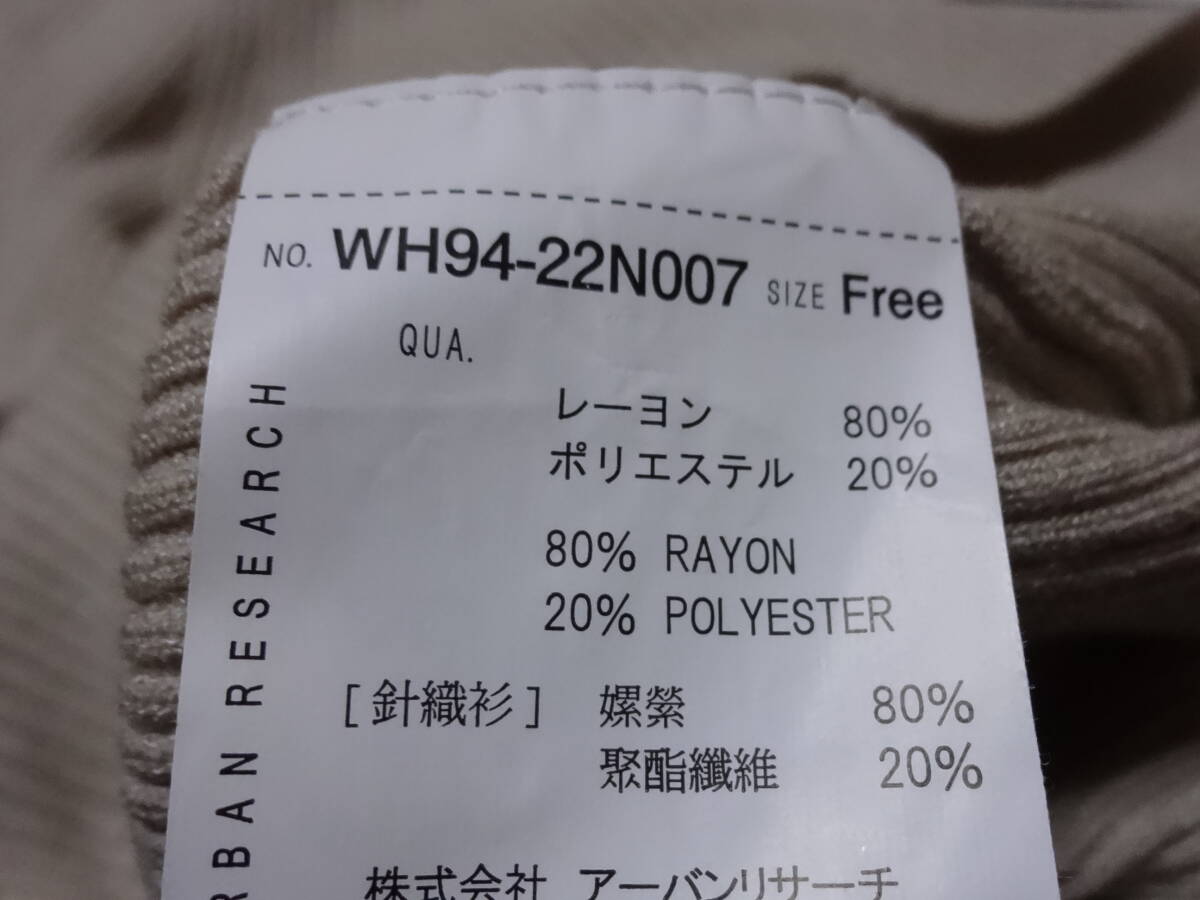 NO. WH94-22N007 SIZE Free
QUA.
レーヨン 80%
ポリエステル 20%
80% RAYON
20% POLYESTER
[針織衫] 嫘縈 80%
聚酯纖維 20%
株式会社 アーバンリサーチ
RBAN RESEARCH